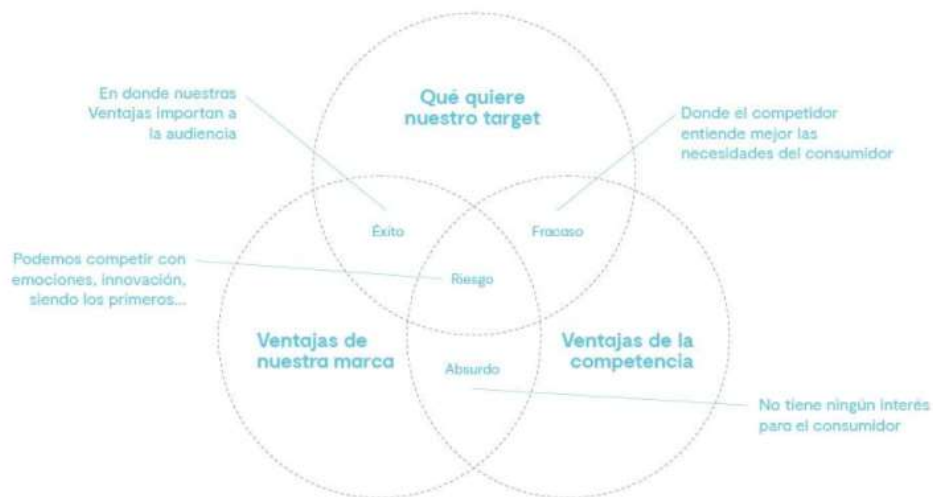 Qué quiere
nuestro target
En donde nuestras
Ventajas importan a
la audiencia
Donde el competidor
entiende mejor las
necesidades del consumidor
Éxito
Fracaso
Podemos competir con
emociones, innovación,
siendo los primeros...
Riesgo
Ventajas de
nuestra marca
Ventajas de la
competencia
Absurdo
No tiene ningún interés
para el consumidor